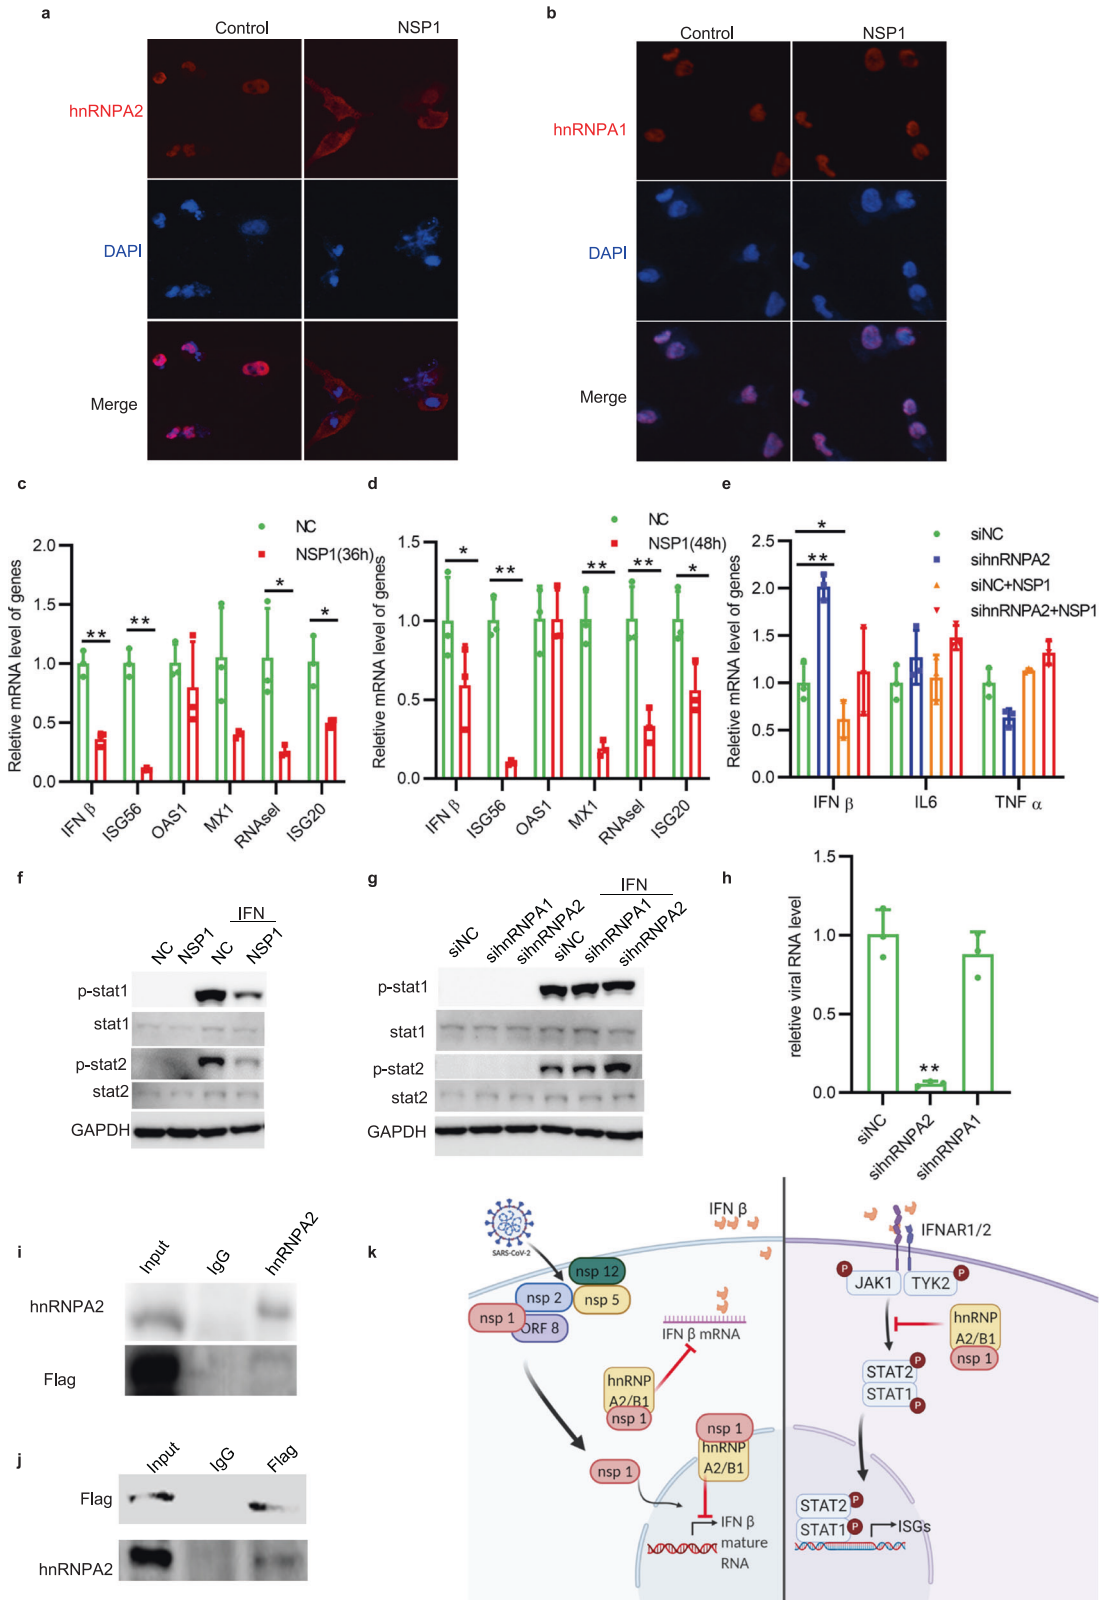 a
Control
NSP1
hnRNPA2
DAPI
Merge
b
Control
NSP1
hnRNPA1
DAPI
Merge
c
NC
NSP1(36h)
Reletive mRNA level of genes
2.0
1.5
1.0
0.5
0.0
**
**
*
*
IFN β
ISG56
OAS1
MX1
RNAsel
ISG20
d
NC
NSP1(48h)
Reletive mRNA level of genes
1.5
1.0
0.5
0.0
*
**
**
**
*
IFN β
ISG56
OAS1
MX1
RNAsel
ISG20
e
siNC
sihnRNPA2
siNC+NSP1
sihnRNPA2+NSP1
Reletive mRNA level of genes
2.5
2.0
1.5
1.0
0.5
0.0
*
**
IFN β
IL6
TNF α
f
IFN
NC
NSP1
NC
NSP1
p-stat1
stat1
p-stat2
stat2
GAPDH
g
IFN
siNC
sihnRNPA1
sihnRNPA2
siNC
sihnRNPA1
sihnRNPA2
p-stat1
stat1
p-stat2
stat2
GAPDH
h
reletive viral RNA level
1.5
1.0
0.5
0.0
**
siNC
sihnRNPA2
sihnRNPA1
i
Input
IgG
hnRNPA2
hnRNPA2
Flag
j
Input
IgG
Flag
Flag
hnRNPA2
k
SARS-CoV-2
nsp 12
nsp 2
nsp 5
nsp 1
ORF 8
IFN β
IFN β mRNA
hnRNP
A2/B1
nsp 1
nsp 1
hnRNP
A2/B1
nsp 1
IFN β
mature
RNA
IFNAR1/2
P
JAK1
TYK2
P
hnRNP
A2/B1
nsp 1
STAT2
P
STAT1
P
STAT2
P
STAT1
P
ISGs